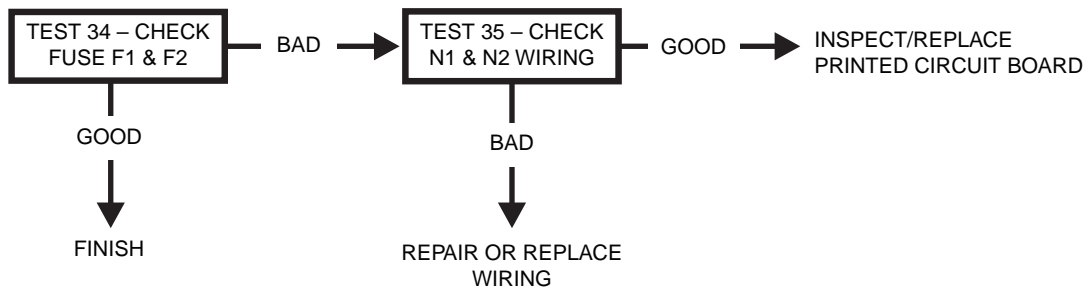 TEST 34 – CHECK
FUSE F1 & F2
BAD
TEST 35 – CHECK
N1 & N2 WIRING
GOOD
INSPECT/REPLACE
PRINTED CIRCUIT BOARD
GOOD
BAD
FINISH
REPAIR OR REPLACE
WIRING